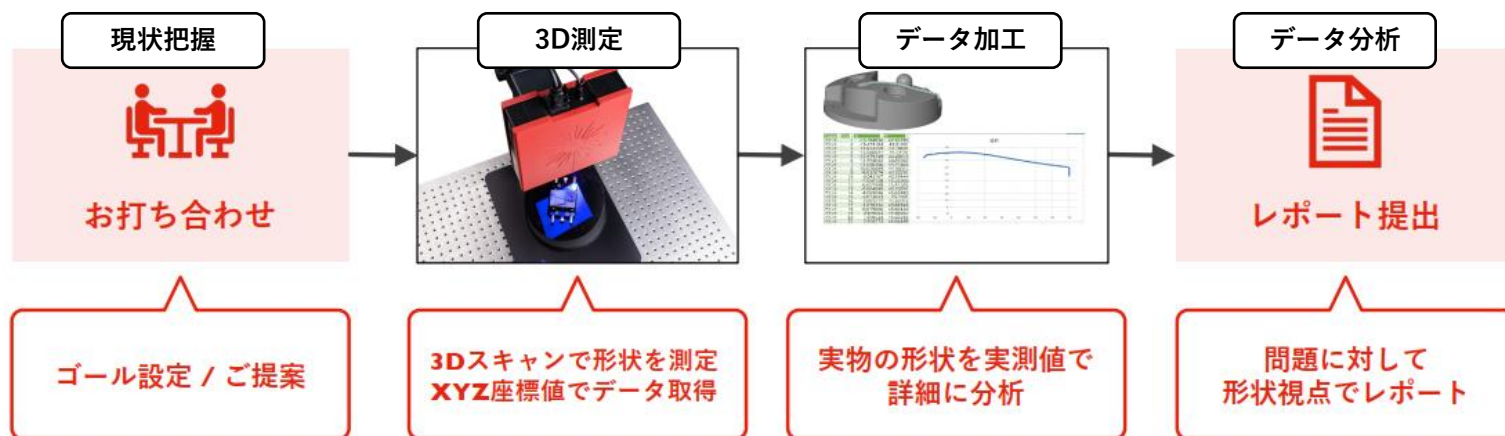 現状把握
お打ち合わせ
ゴール設定 / ご提案
3D測定
3Dスキャンで形状を測定
XYZ座標値でデータ取得
データ加工
実物の形状を実測値で
詳細に分析
データ分析
レポート提出
問題に対して
形状視点でレポート